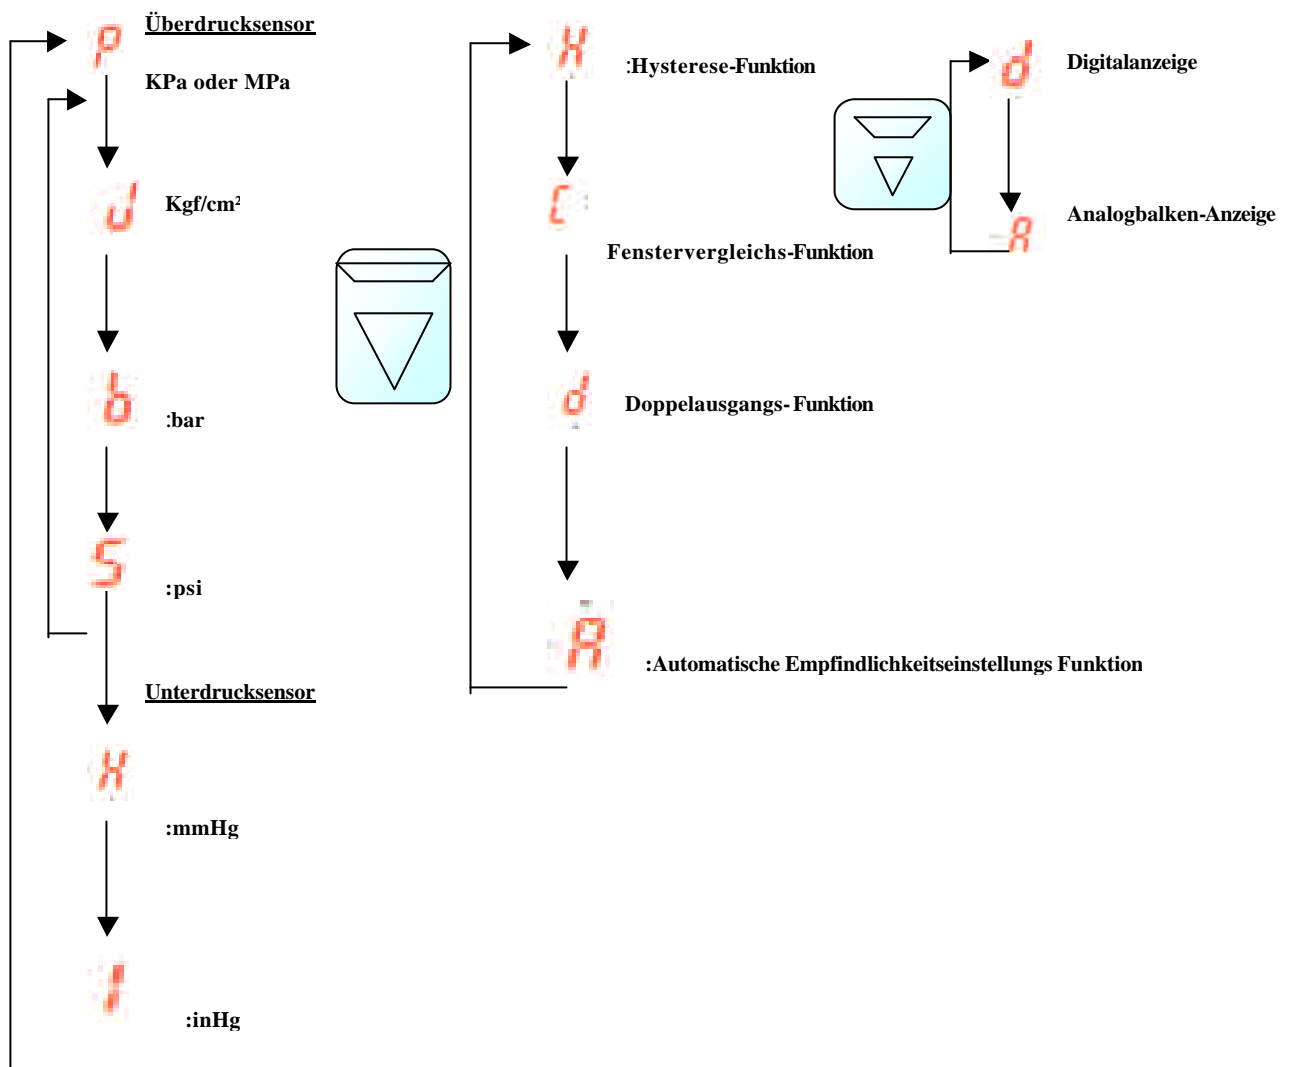 P
Überdrucksensor
KPa oder MPa
Kgf/cm²
b
:bar
5
:psi
Unterdrucksensor
H
:mmHg
I
:inHg
H
:Hysterese-Funktion
C
Fenstervergleichs-Funktion
d
Doppelausgangs-Funktion
A
:Automatische Empfindlichkeitseinstellungs Funktion
d
Digitalanzeige
A
Analogbalken-Anzeige